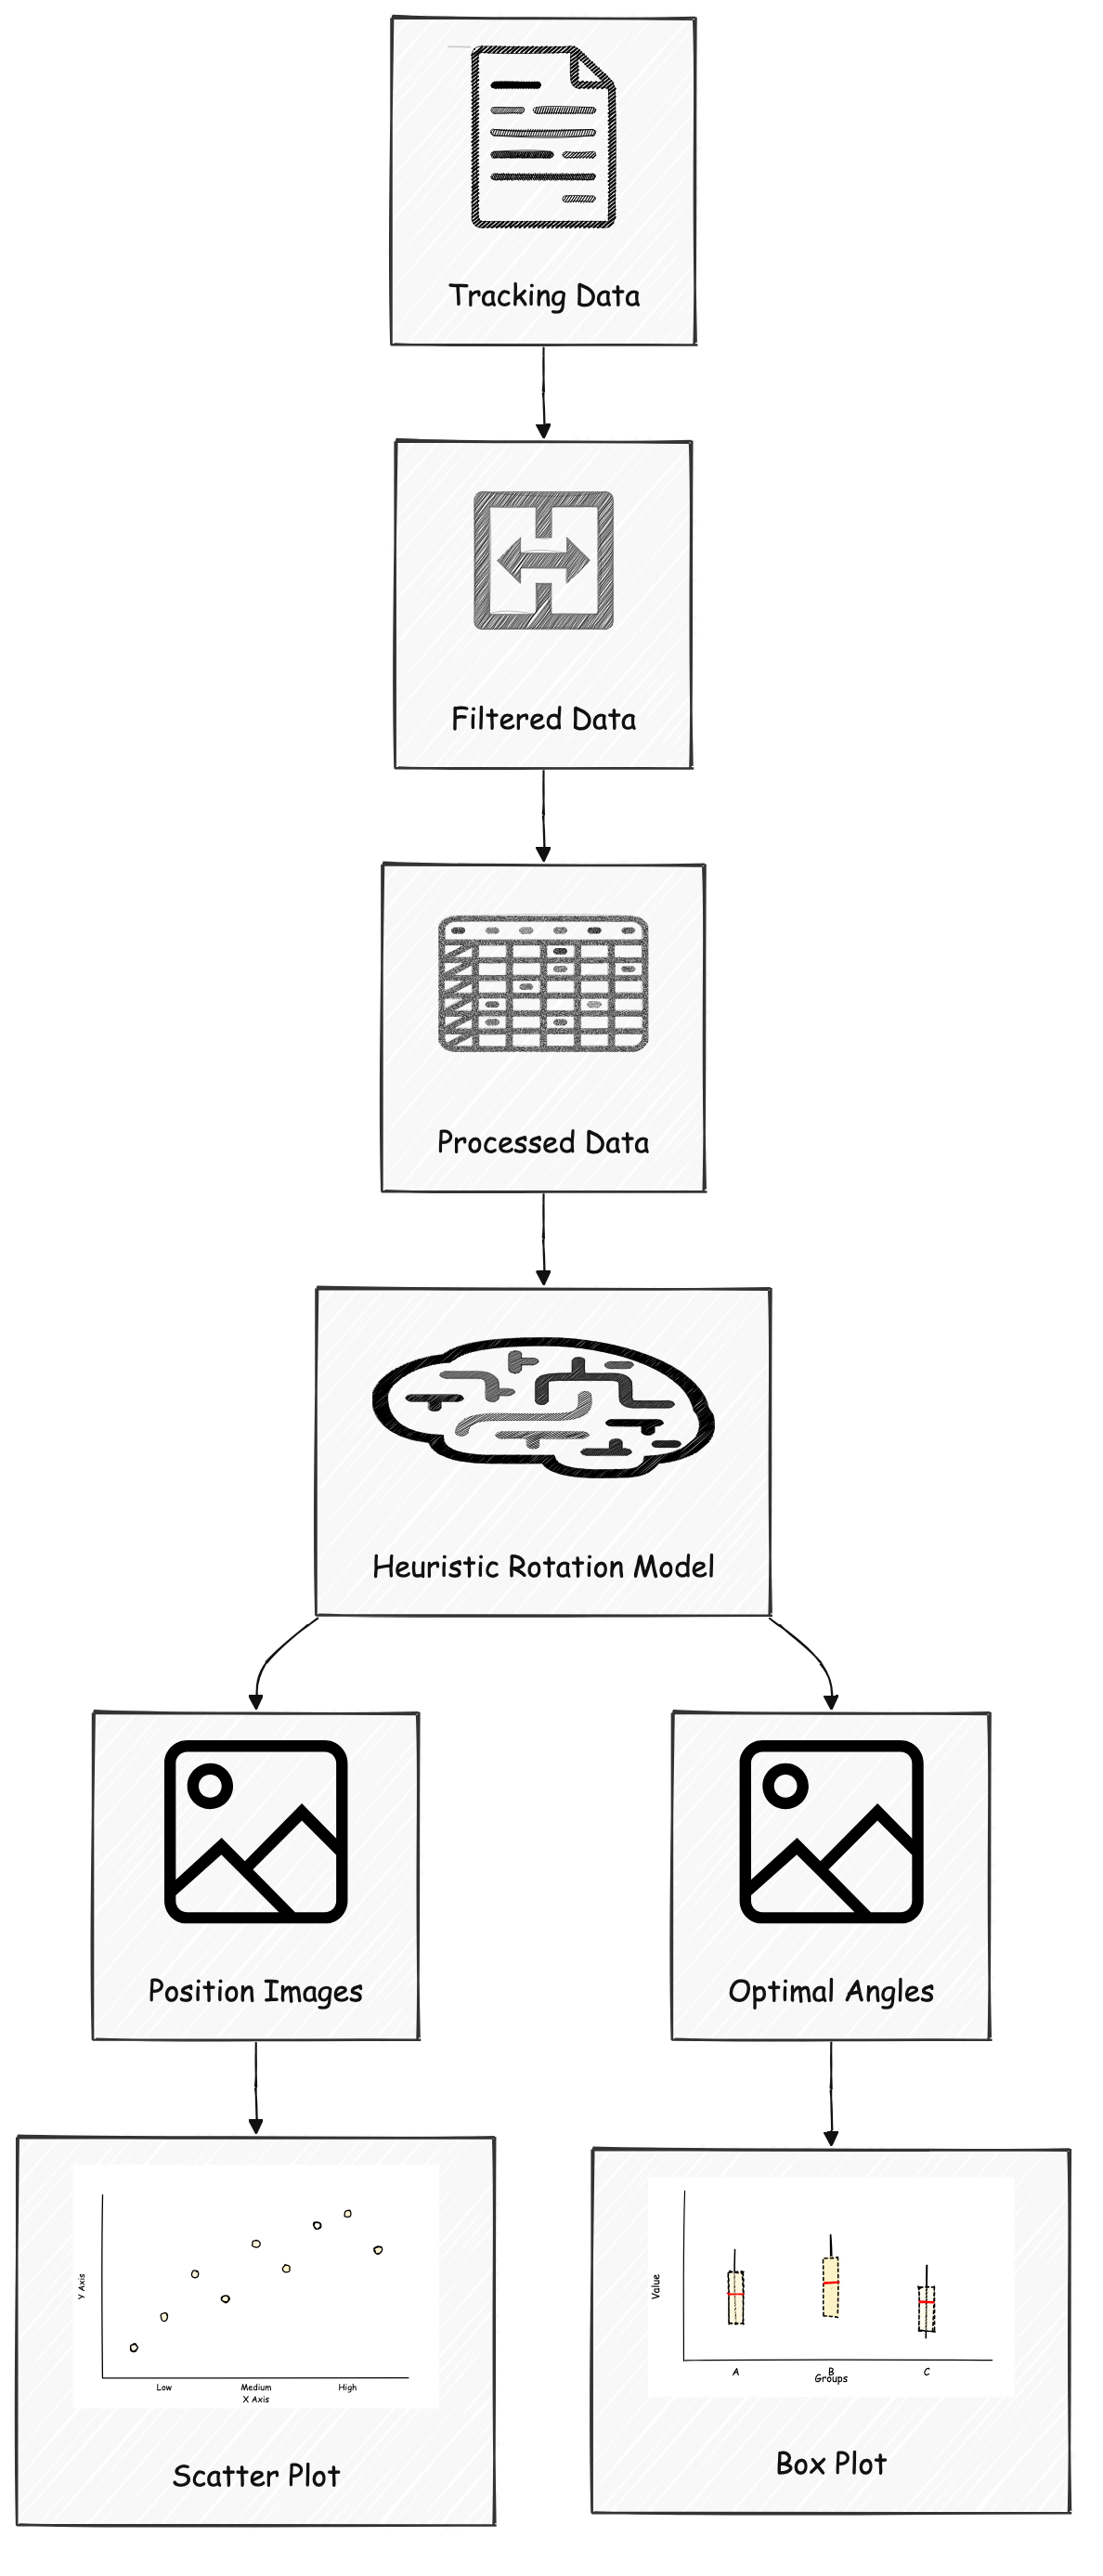 Tracking Data
Filtered Data
Processed Data
Heuristic Rotation Model
Position Images
Optimal Angles
Y Axis
Low Medium High
X Axis
Scatter Plot
Value
A B C
Groups
Box Plot